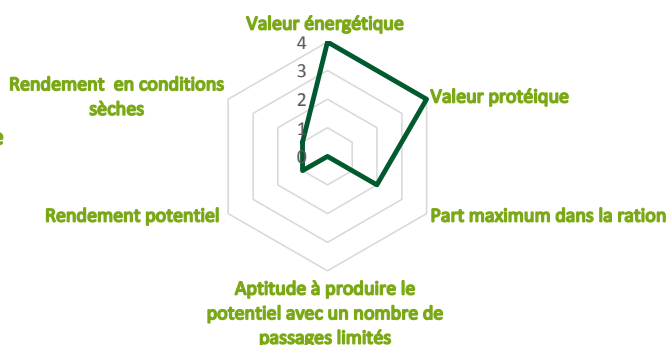 Valeur énergétique
4
3
2
1
0
Valeur protéique
Part maximum dans la ration
Aptitude à produire le
potentiel avec un nombre de
passages limités
Rendement potentiel
Rendement en conditions
sèches
e